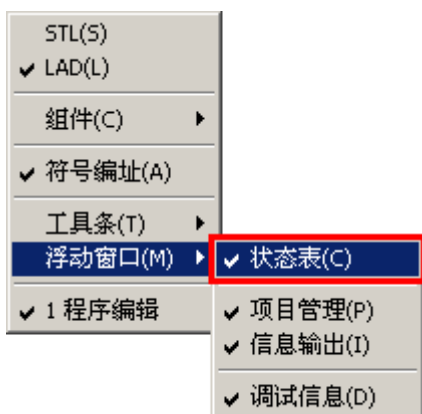 STL(S)
LAD(L)
组件(C)
符号编址(A)
工具条(T)
浮动窗口(M)
1 程序编辑
状态表(C)
项目管理(P)
信息输出(I)
调试信息(D)